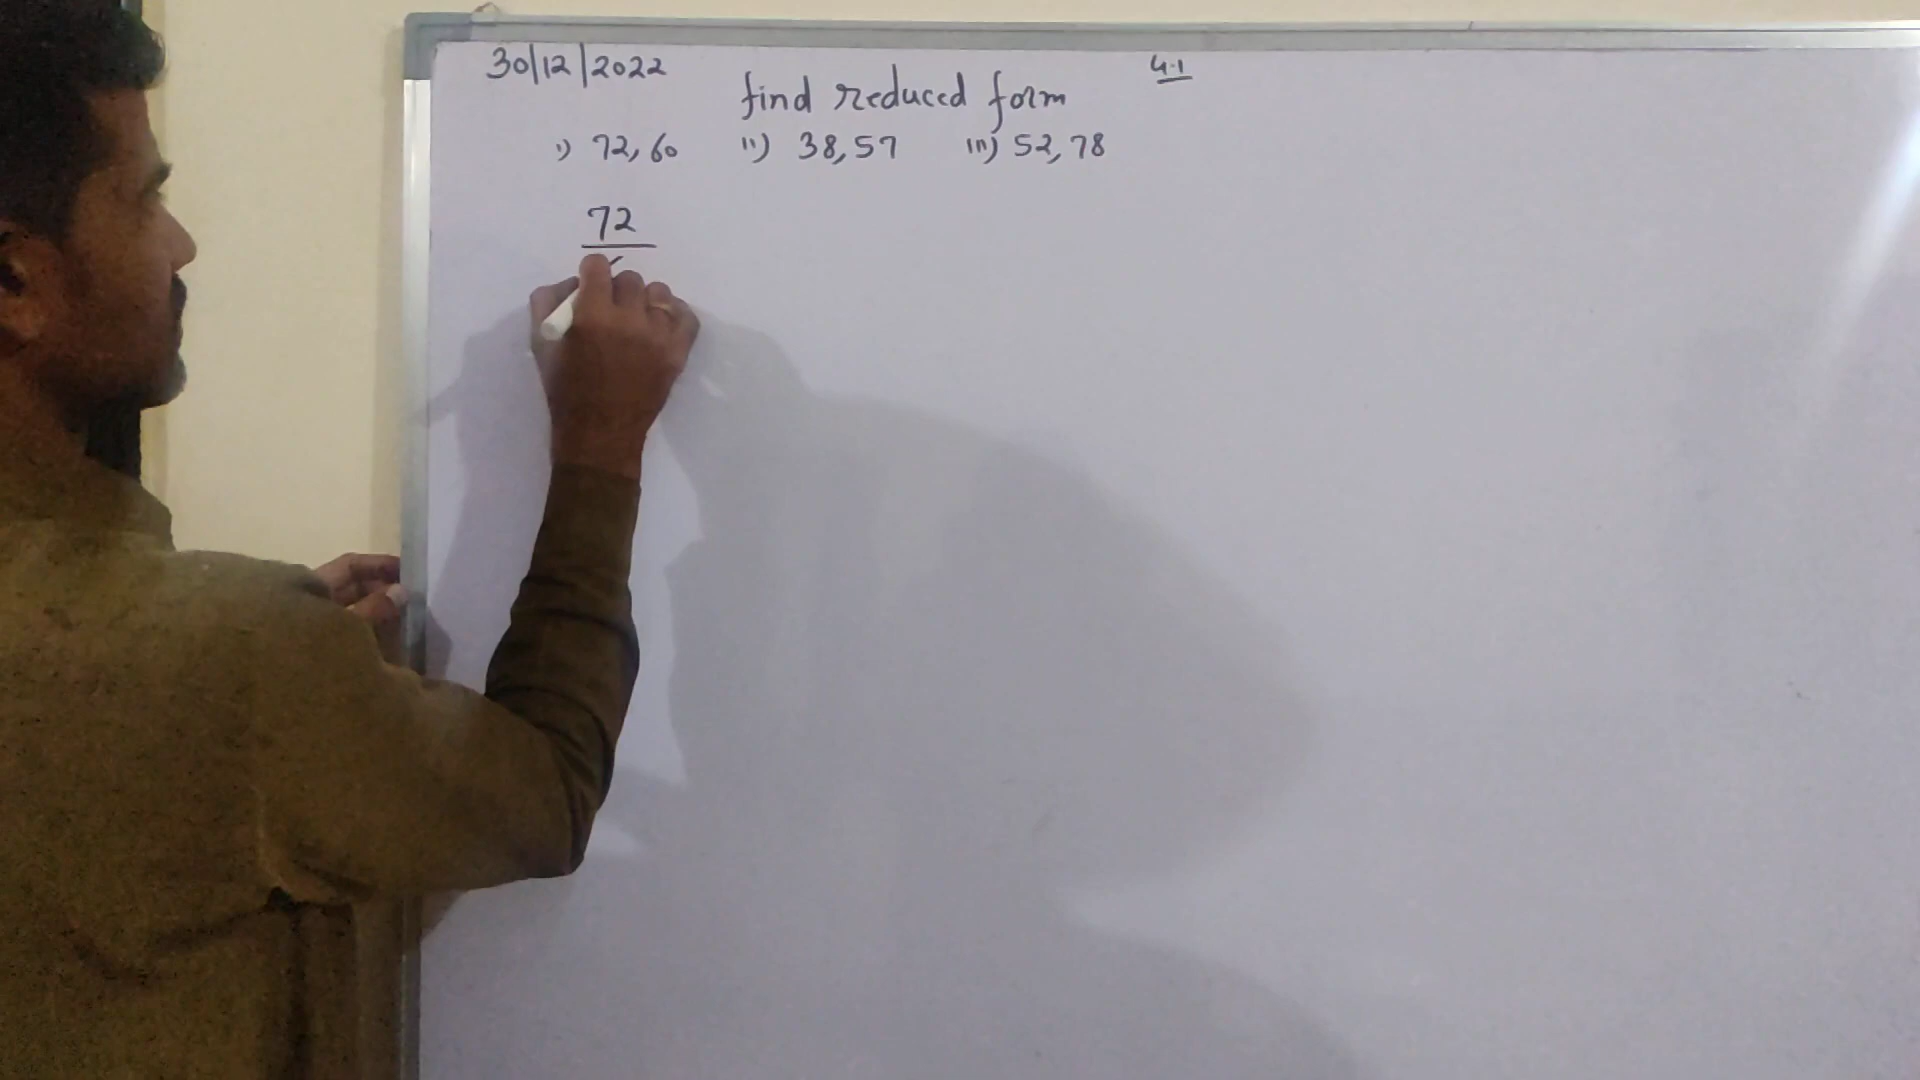 30/12/2022
4.1
find reduced form
i) 72, 60 ii) 38, 57 iii) 52, 78
72